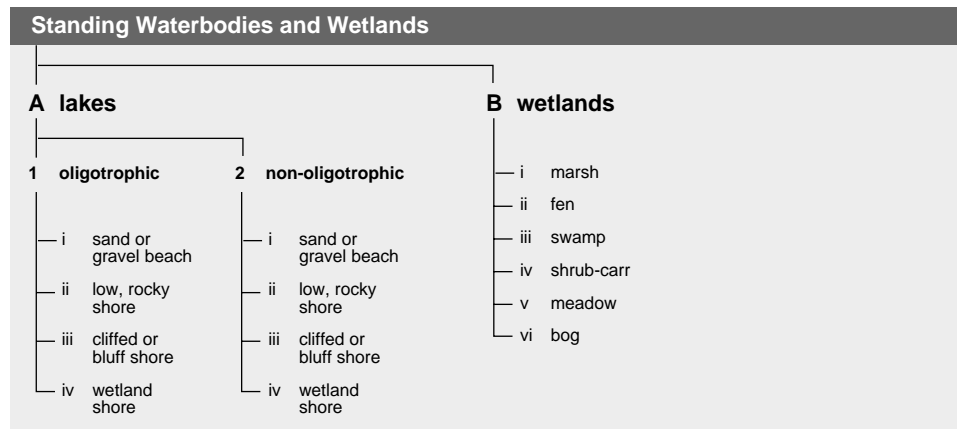 Standing Waterbodies and Wetlands
A lakes
B wetlands
1 oligotrophic
2 non-oligotrophic
i sand or
gravel beach
ii low, rocky
shore
iii cliffed or
bluff shore
iv wetland
shore
i sand or
gravel beach
ii low, rocky
shore
iii cliffed or
bluff shore
iv wetland
shore
i marsh
ii fen
iii swamp
iv shrub-carr
v meadow
vi bog